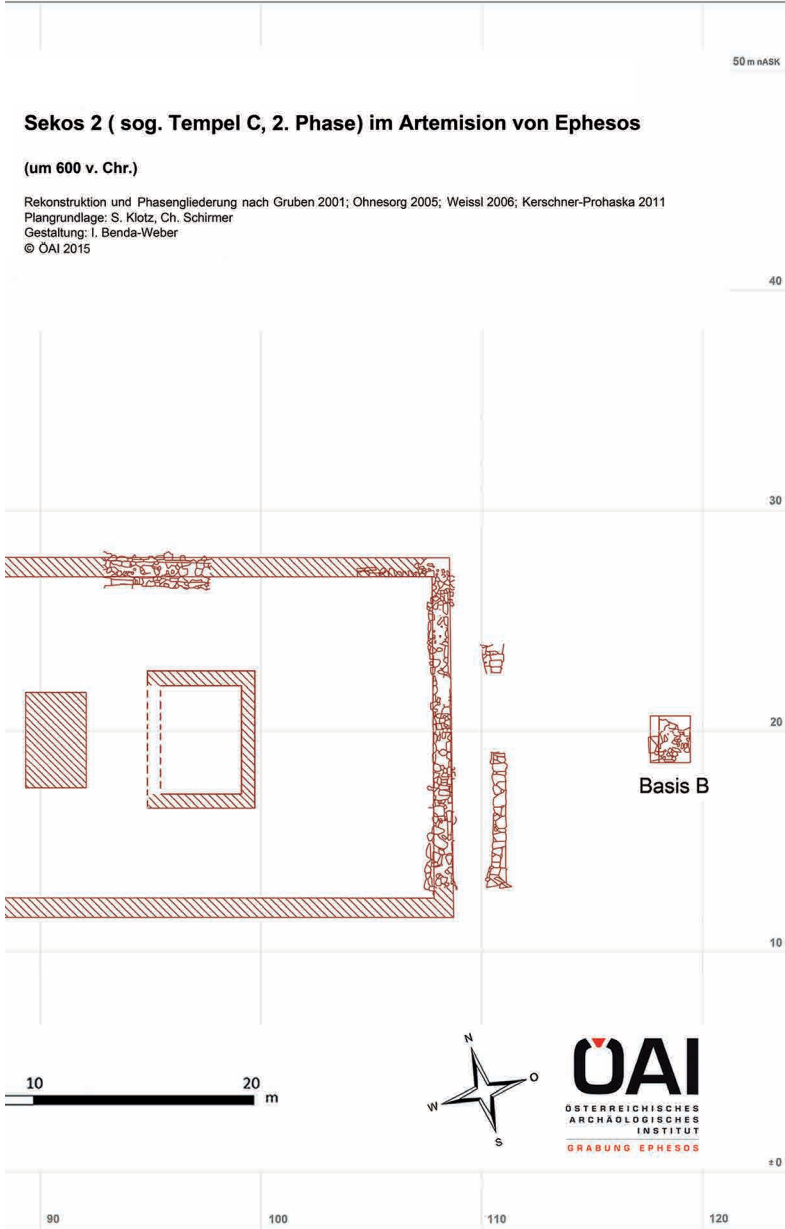 50 m nASK
Sekos 2 ( sog. Tempel C, 2. Phase) im Artemision von Ephesos
(um 600 v. Chr.)
Rekonstruktion und Phasengliederung nach Gruben 2001; Ohnesorg 2005; Weissl 2006; Kerschner-Prohaska 2011
Plangrundlage: S. Klotz, Ch. Schirmer
Gestaltung: I. Benda-Weber
© ÖAI 2015
40
30
20
Basis B
10
10 20
m
N
O
W
S
ÖAI
ÖSTERREICHISCHES
ARCHÄOLOGISCHES
INSTITUT
GRABUNG EPHESOS
±0
90 100 110 120